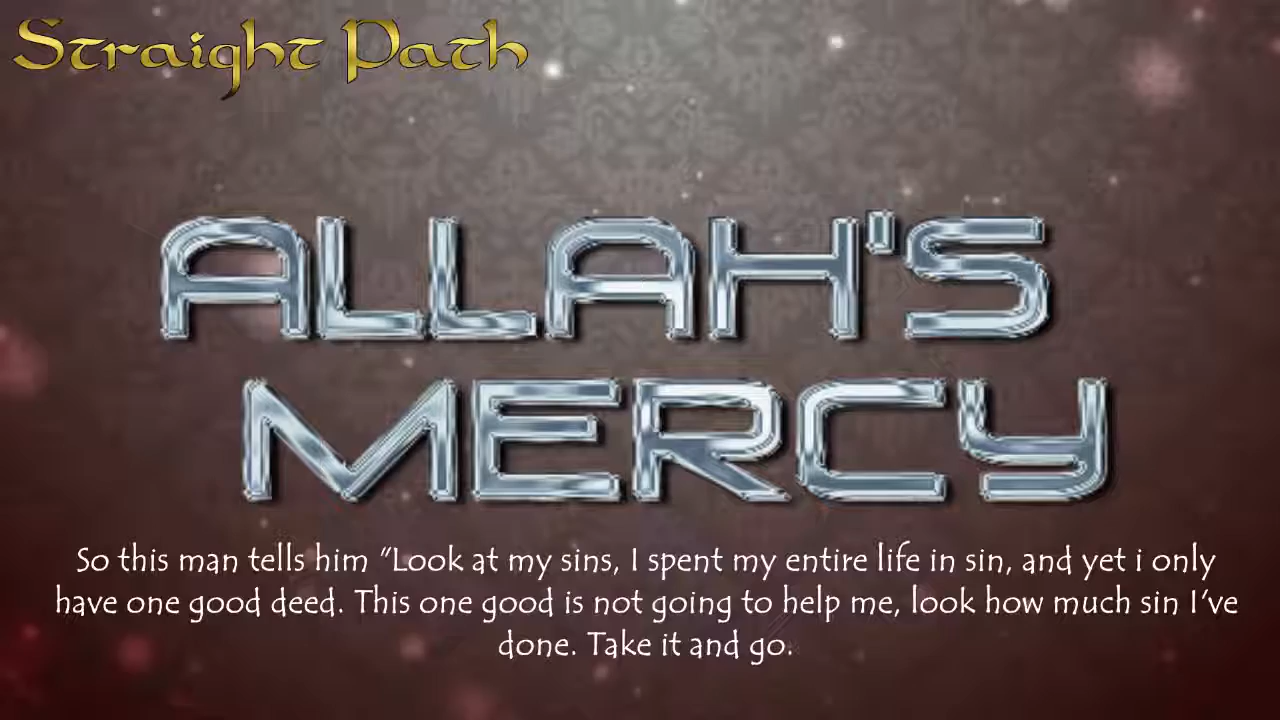 Straight Path
ALLAH'S
MERCY
So this man tells him "Look at my sins, I spent my entire life in sin, and yet i only
have one good deed. This one good is not going to help me, look how much sin I've
done. Take it and go.